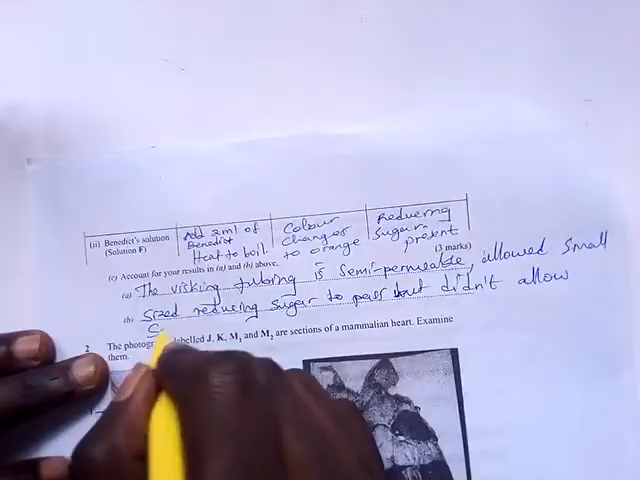 (ii) Benedict's solution (Solution F)
Add 2ml of Benedict Heat to boil.
Colour changes to orange
Reducing sugar present
(3 marks)
(c) Account for your results in (a) and (b) above.
(a) The visking tubing is semi-permeable, allowed small
(b) sized reducing sugar to pass but didn't allow
S
2 The photographs labelled J, K, M1 and M2 are sections of a mammalian heart. Examine
them.